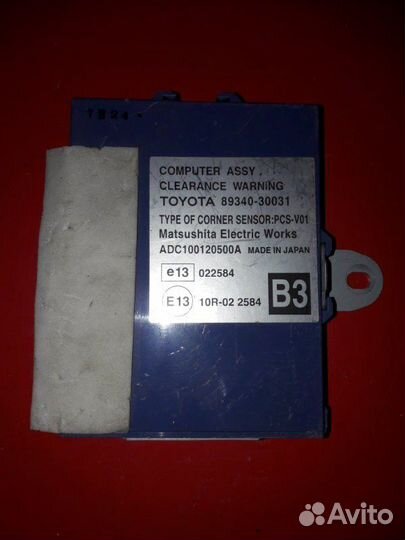 1824
COMPUTER ASSY.
CLEARANCE WARNING
TOYOTA 89340-30031
TYPE OF CORNER SENSOR:PCS-V01
Matsushita Electric Works
ADC100120500A MADE IN JAPAN
e13 022584
E13 10R-02 2584 B3
Avito